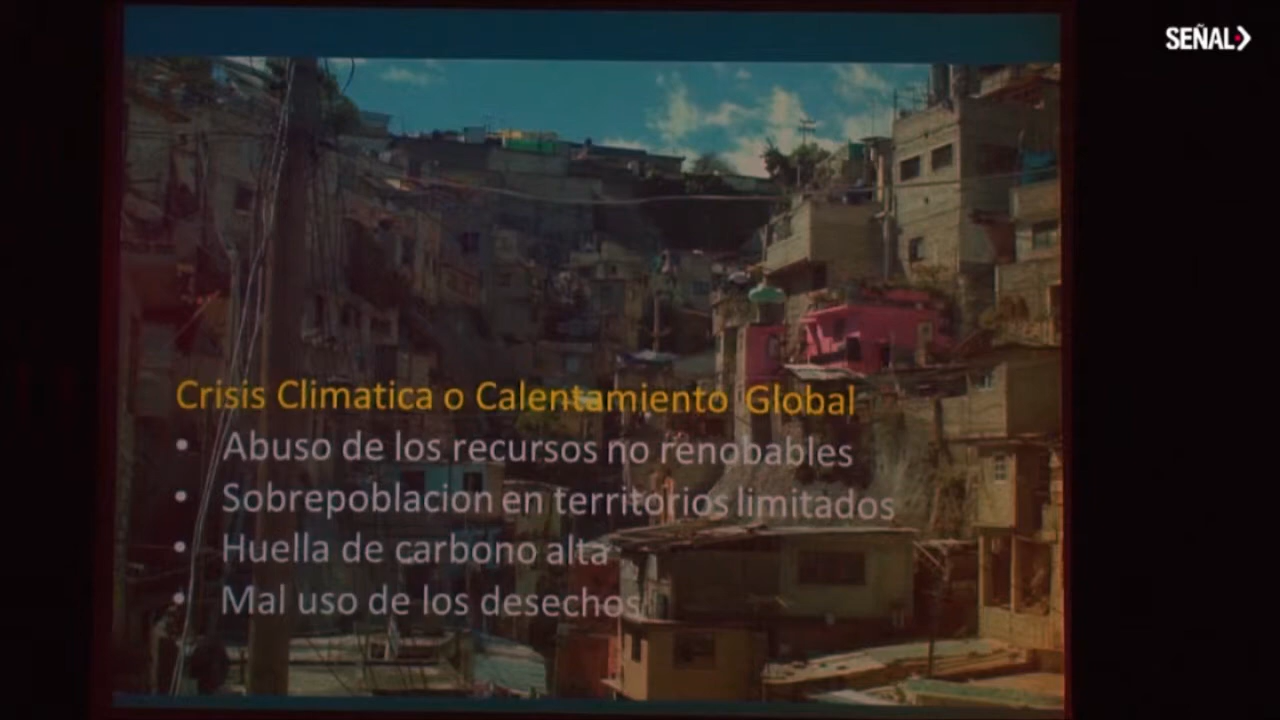 SEÑAL
Crisis Climatica o Calentamiento Global
• Abuso de los recursos no renobables
• Sobrepoblacion en territorios limitados
• Huella de carbono alta
• Mal uso de los desechos